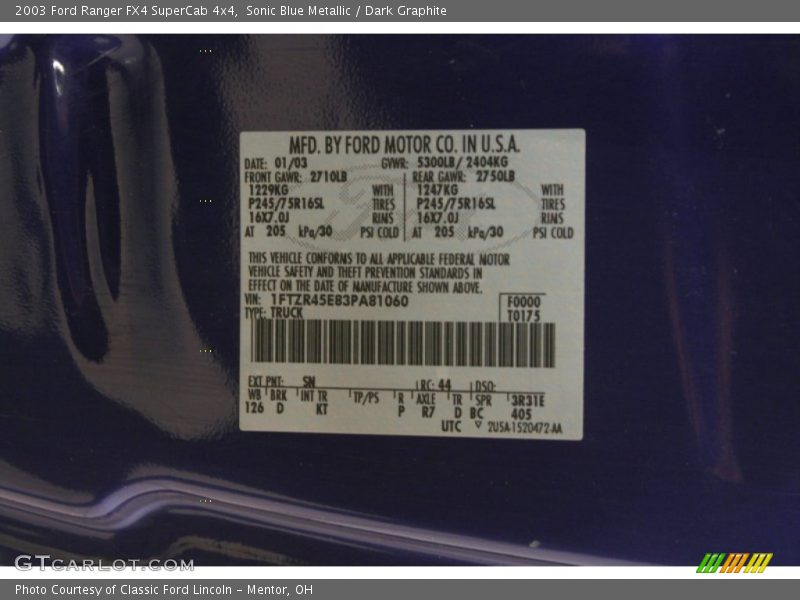 2003 Ford Ranger FX4 SuperCab 4x4, Sonic Blue Metallic / Dark Graphite
MFD. BY FORD MOTOR CO. IN U.S.A.
DATE: 01/03 GVWR: 5300LB/ 2404KG
FRONT GAWR: 2710LB REAR GAWR: 2750LB
1229KG WITH 1247KG WITH
P245/75R16SL TIRES P245/75R16SL TIRES
16X7.0J RIMS 16X7.0J RIMS
AT 205 kPa/30 PSI COLD AT 205 kPa/30 PSI COLD
THIS VEHICLE CONFORMS TO ALL APPLICABLE FEDERAL MOTOR
VEHICLE SAFETY AND THEFT PREVENTION STANDARDS IN
EFFECT ON THE DATE OF MANUFACTURE SHOWN ABOVE.
VIN: 1FTZR45E83PA81060 F0000
TYPE: TRUCK T0175
EXT PNT: SN RC: 44 DSO:
WB BRK INT TR TP/PS R AXLE TR SPR 3R31E
126 D KT P R7 D BC 405
UTC ▽ 2U5A-1520472-AA
GTCARLOT.COM
Photo Courtesy of Classic Ford Lincoln - Mentor, OH